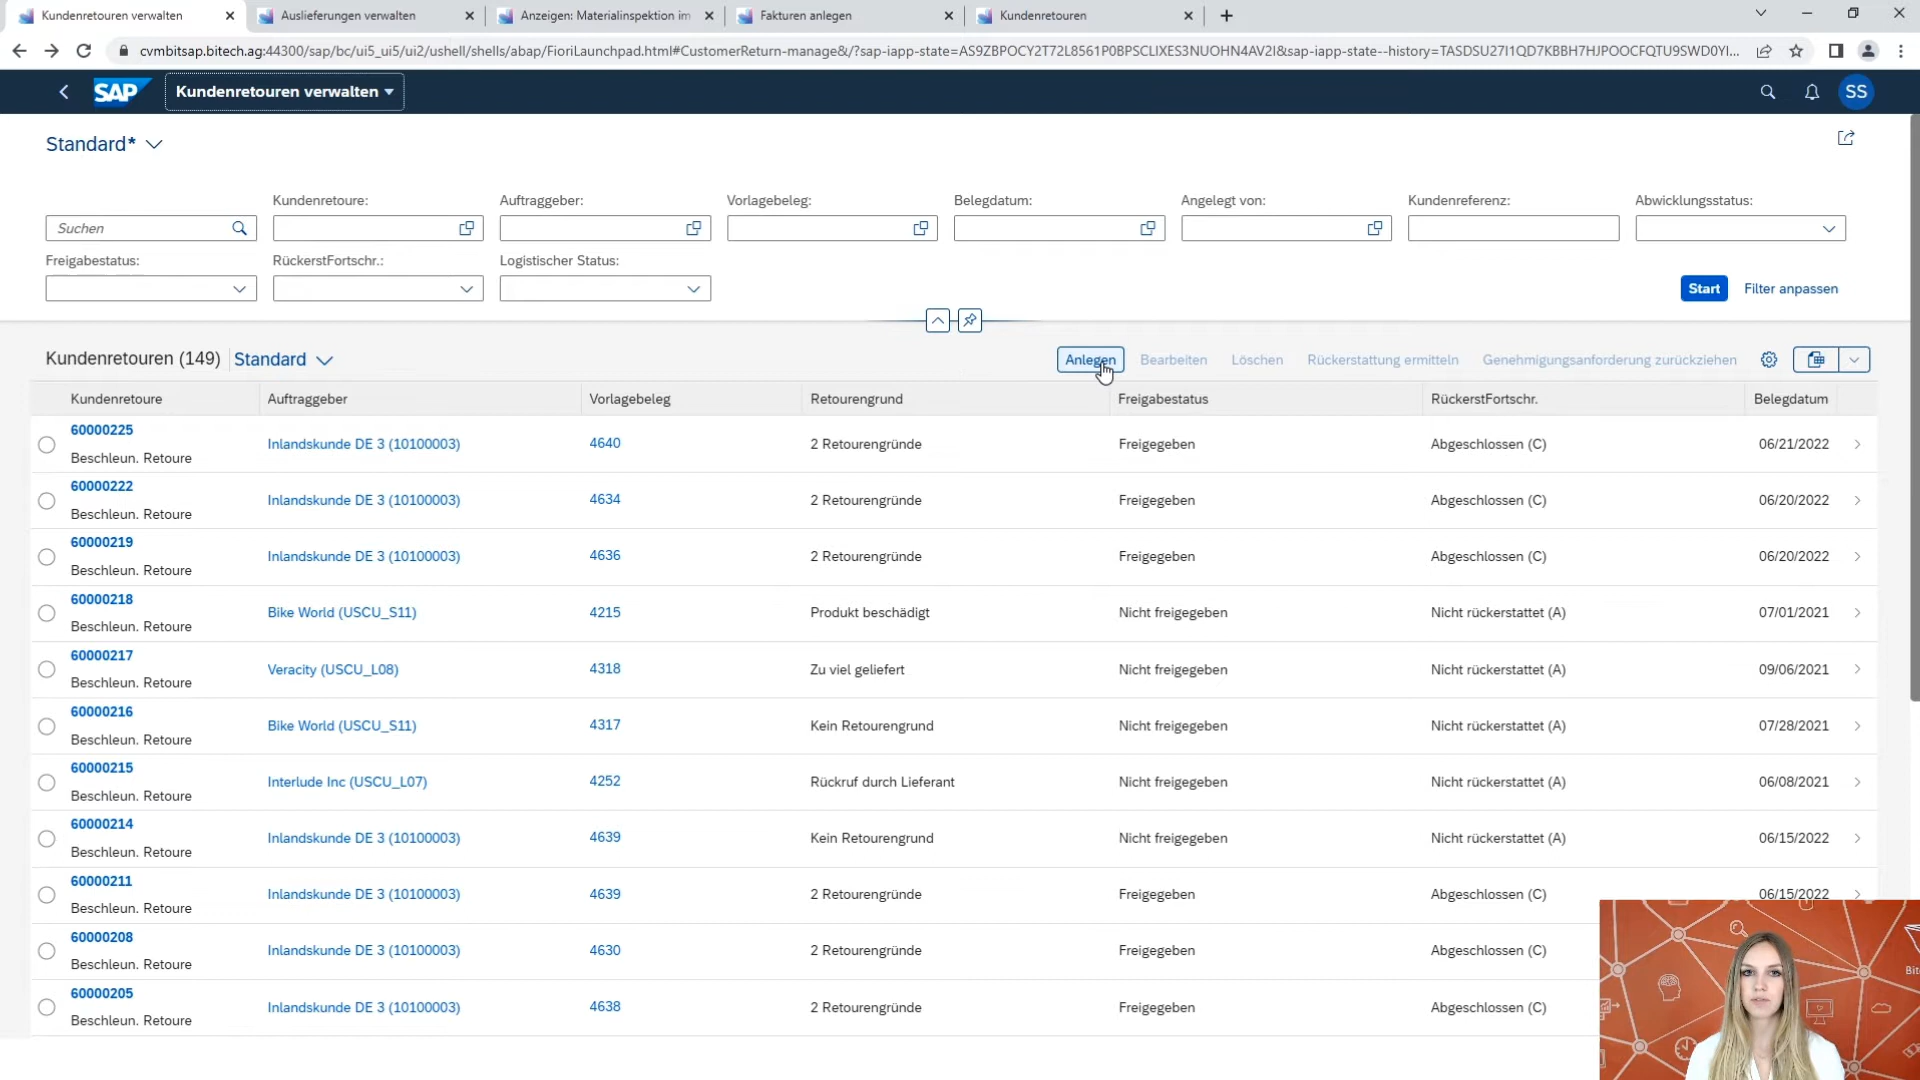 Kundenretouren verwalten
Auslieferungen verwalten
Anzeigen: Materialinspektion im
Fakturen anlegen
Kundenretouren
cvmbitsap.bitech.ag:44300/sap/bc/ui5_ui5/ui2/ushell/shells/abap/FioriLaunchpad.html#CustomerReturn-manage&/?sap-iapp-state=AS9ZBPOCY2T72L8561P0BPSCLIXES3NUOHN4AV2I&sap-iapp-state--history=TASDSU27I1QD7KBBH7HJPOOCFQTU9SWD0YI...
SAP Kundenretouren verwalten SS
Standard*
Kundenretoure: Auftraggeber: Vorlagebeleg: Belegdatum: Angelegt von: Kundenreferenz: Abwicklungsstatus:
Suchen
Freigabestatus: RückerstFortschr.: Logistischer Status:
Start Filter anpassen
Kundenretouren (149) Standard Anlegen Bearbeiten Löschen Rückerstattung ermitteln Genehmigungsanforderung zurückziehen
Kundenretoure Auftraggeber Vorlagebeleg Retourengrund Freigabestatus RückerstFortschr. Belegdatum
60000225
Inlandskunde DE 3 (10100003) 4640 2 Retourengründe Freigegeben Abgeschlossen (C) 06/21/2022
Beschleun. Retoure
60000222
Inlandskunde DE 3 (10100003) 4634 2 Retourengründe Freigegeben Abgeschlossen (C) 06/20/2022
Beschleun. Retoure
60000219
Inlandskunde DE 3 (10100003) 4636 2 Retourengründe Freigegeben Abgeschlossen (C) 06/20/2022
Beschleun. Retoure
60000218
Bike World (USCU_S11) 4215 Produkt beschädigt Nicht freigegeben Nicht rückerstattet (A) 07/01/2021
Beschleun. Retoure
60000217
Veracity (USCU_L08) 4318 Zu viel geliefert Nicht freigegeben Nicht rückerstattet (A) 09/06/2021
Beschleun. Retoure
60000216
Bike World (USCU_S11) 4317 Kein Retourengrund Nicht freigegeben Nicht rückerstattet (A) 07/28/2021
Beschleun. Retoure
60000215
Interlude Inc (USCU_L07) 4252 Rückruf durch Lieferant Nicht freigegeben Nicht rückerstattet (A) 06/08/2021
Beschleun. Retoure
60000214
Inlandskunde DE 3 (10100003) 4639 Kein Retourengrund Nicht freigegeben Nicht rückerstattet (A) 06/15/2022
Beschleun. Retoure
60000211
Inlandskunde DE 3 (10100003) 4639 2 Retourengründe Freigegeben Abgeschlossen (C) 06/15/2022
Beschleun. Retoure
60000208
Inlandskunde DE 3 (10100003) 4630 2 Retourengründe Freigegeben Abgeschlossen (C)
Beschleun. Retoure
60000205
Inlandskunde DE 3 (10100003) 4638 2 Retourengründe Freigegeben Abgeschlossen (C)
Beschleun. Retoure